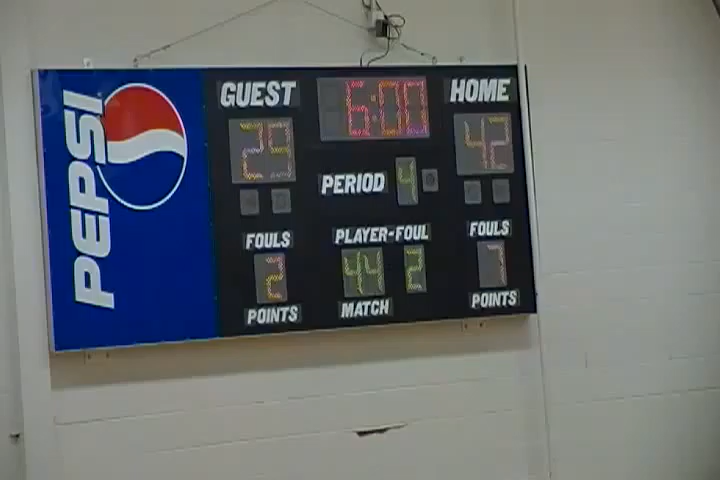 PEPSI
GUEST 6:00 HOME
29 42
PERIOD 4
FOULS PLAYER-FOUL FOULS
2 44 2 7
POINTS MATCH POINTS